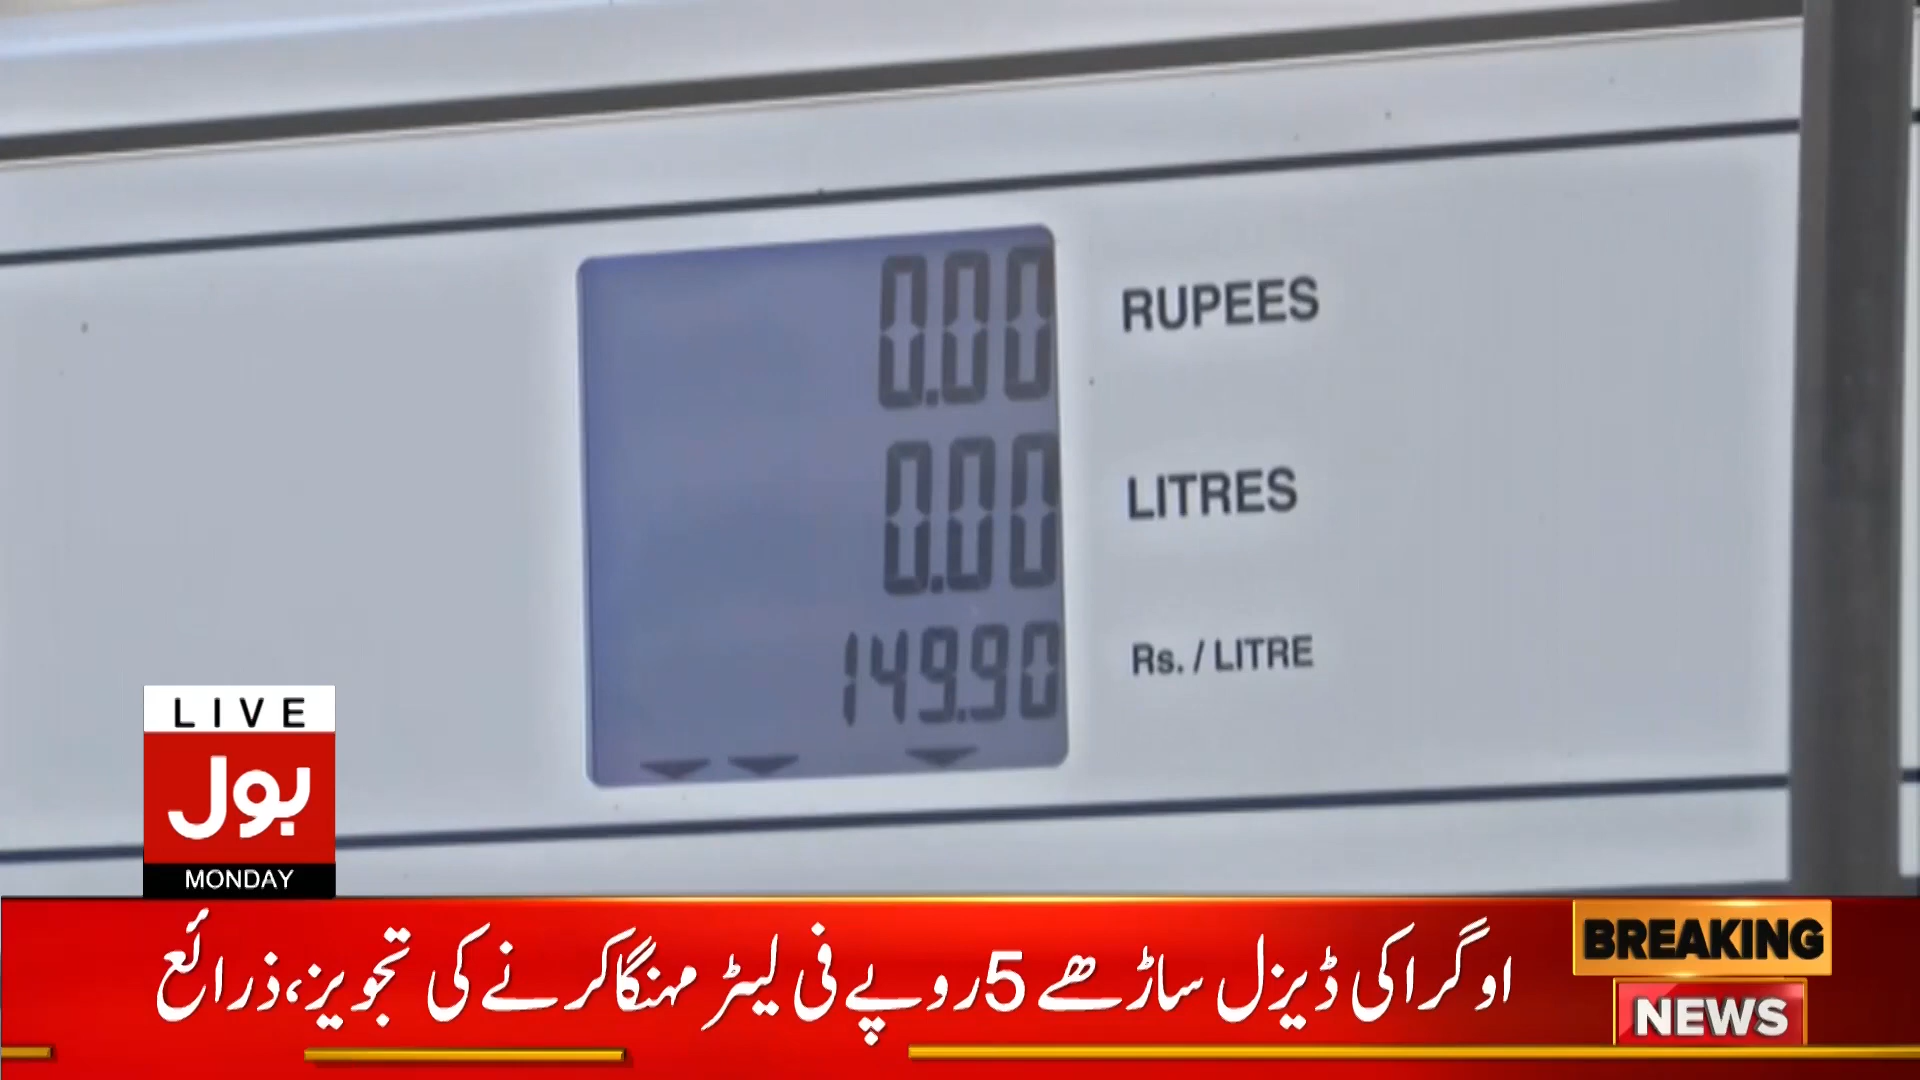 0.00 RUPEES
0.00 LITRES
149.90 Rs. / LITRE
LIVE
بول
MONDAY
اوگرا کی ڈیزل ساڑھے 5 روپے فی لیٹر مہنگا کرنے کی تجویز، ذرائع
BREAKING
NEWS